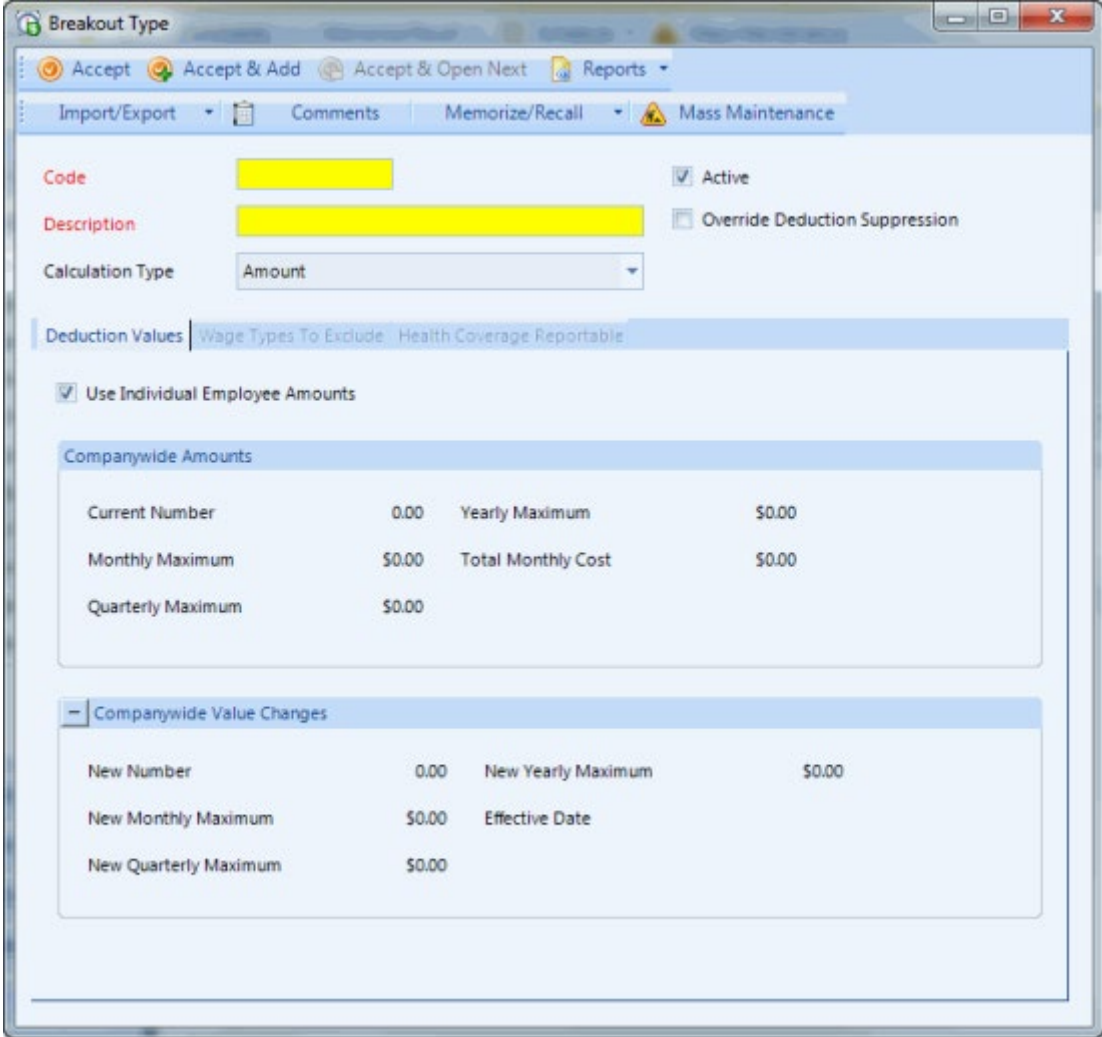 Breakout Type
Accept Accept & Add Accept & Open Next Reports
Import/Export Comments Memorize/Recall Mass Maintenance
Code Active
Description Override Deduction Suppression
Calculation Type Amount
Deduction Values Wage Types To Exclude Health Coverage Reportable
Use Individual Employee Amounts
Companywide Amounts
Current Number 0.00 Yearly Maximum $0.00
Monthly Maximum $0.00 Total Monthly Cost $0.00
Quarterly Maximum $0.00
Companywide Value Changes
New Number 0.00 New Yearly Maximum $0.00
New Monthly Maximum $0.00 Effective Date
New Quarterly Maximum $0.00